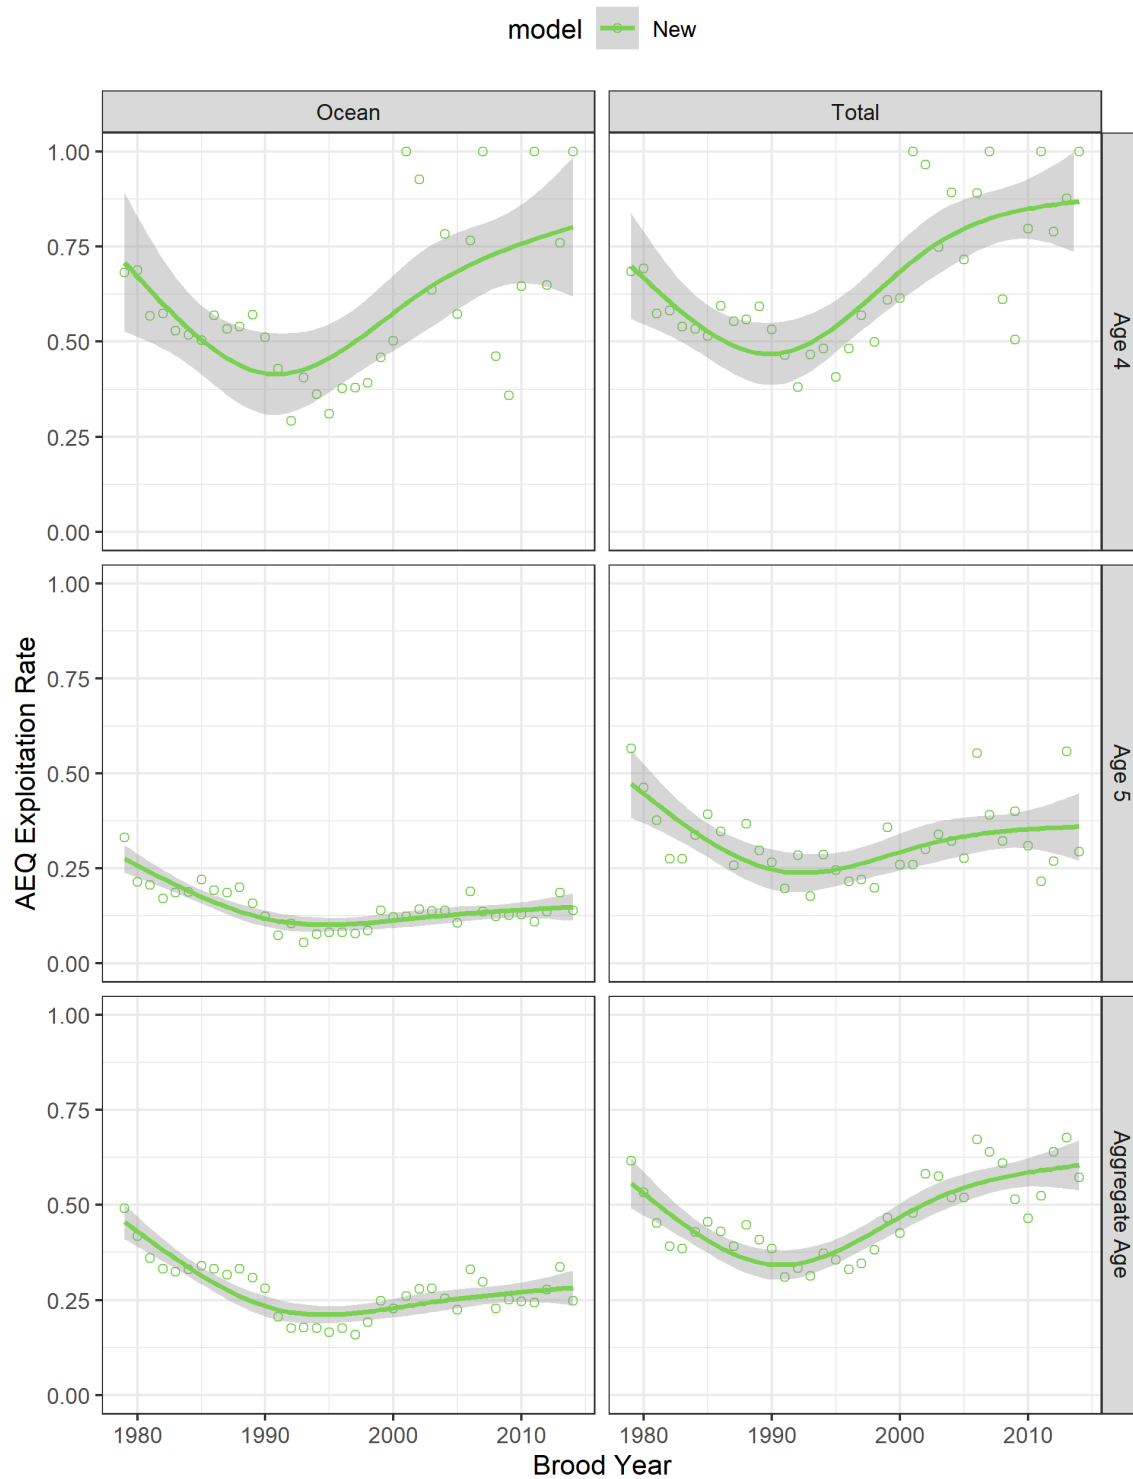 model New
Ocean Total
1.00
0.75
0.50
0.25
0.00
Age 4
1.00
0.75
0.50
0.25
0.00
Age 5
AEQ Exploitation Rate
1.00
0.75
0.50
0.25
0.00
Aggregate Age
1980 1990 2000 2010 1980 1990 2000 2010
Brood Year